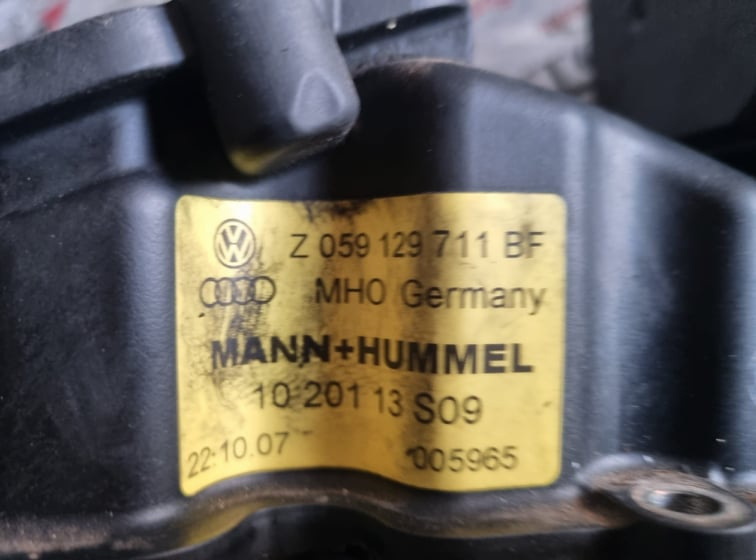 Z 059 129 711 BF
MHO Germany
MANN+HUMMEL
10 201 13 S09
22.10.07 005965